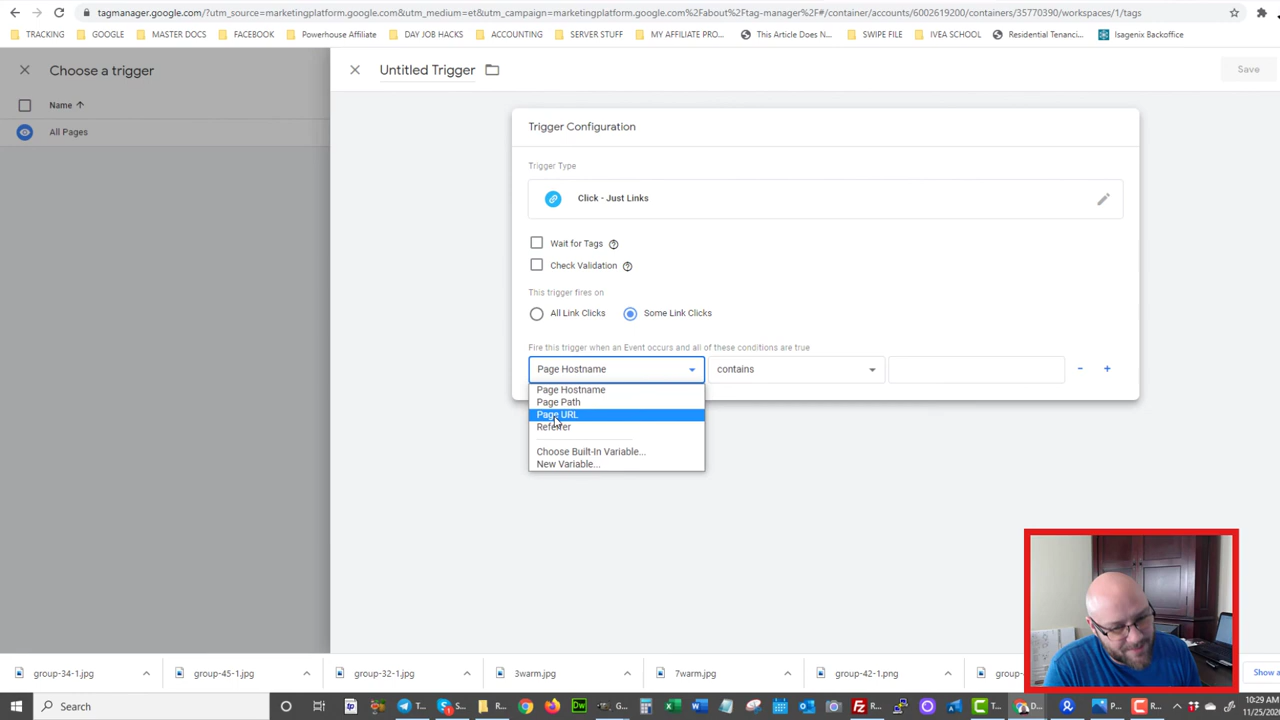 tagmanager.google.com/?utm_source=marketingplatform.google.com&utm_medium=et&utm_campaign=marketingplatform.google.com%2Fabout%2Ftag-manager%2F#/container/accounts/6002619200/containers/35770390/workspaces/1/tags
TRACKING GOOGLE MASTER DOCS FACEBOOK Powerhouse Affiliate DAY JOB HACKS ACCOUNTING SERVER STUFF MY AFFILIATE PRO... This Article Does N... SWIPE FILE IVEA SCHOOL Residential Tenanci... Isagenix Backoffice
Choose a trigger
Untitled Trigger
Save
Name
All Pages
Trigger Configuration
Trigger Type
Click - Just Links
Wait for Tags
Check Validation
This trigger fires on
All Link Clicks Some Link Clicks
Fire this trigger when an Event occurs and all of these conditions are true
Page Hostname contains
Page Hostname
Page Path
Page URL
Referrer
Choose Built-In Variable...
New Variable...
group-34-1.jpg group-45-1.jpg group-32-1.jpg 3warm.jpg 7warm.jpg group-42-1.png group- Show a
Search
10:29 AM
11/25/20